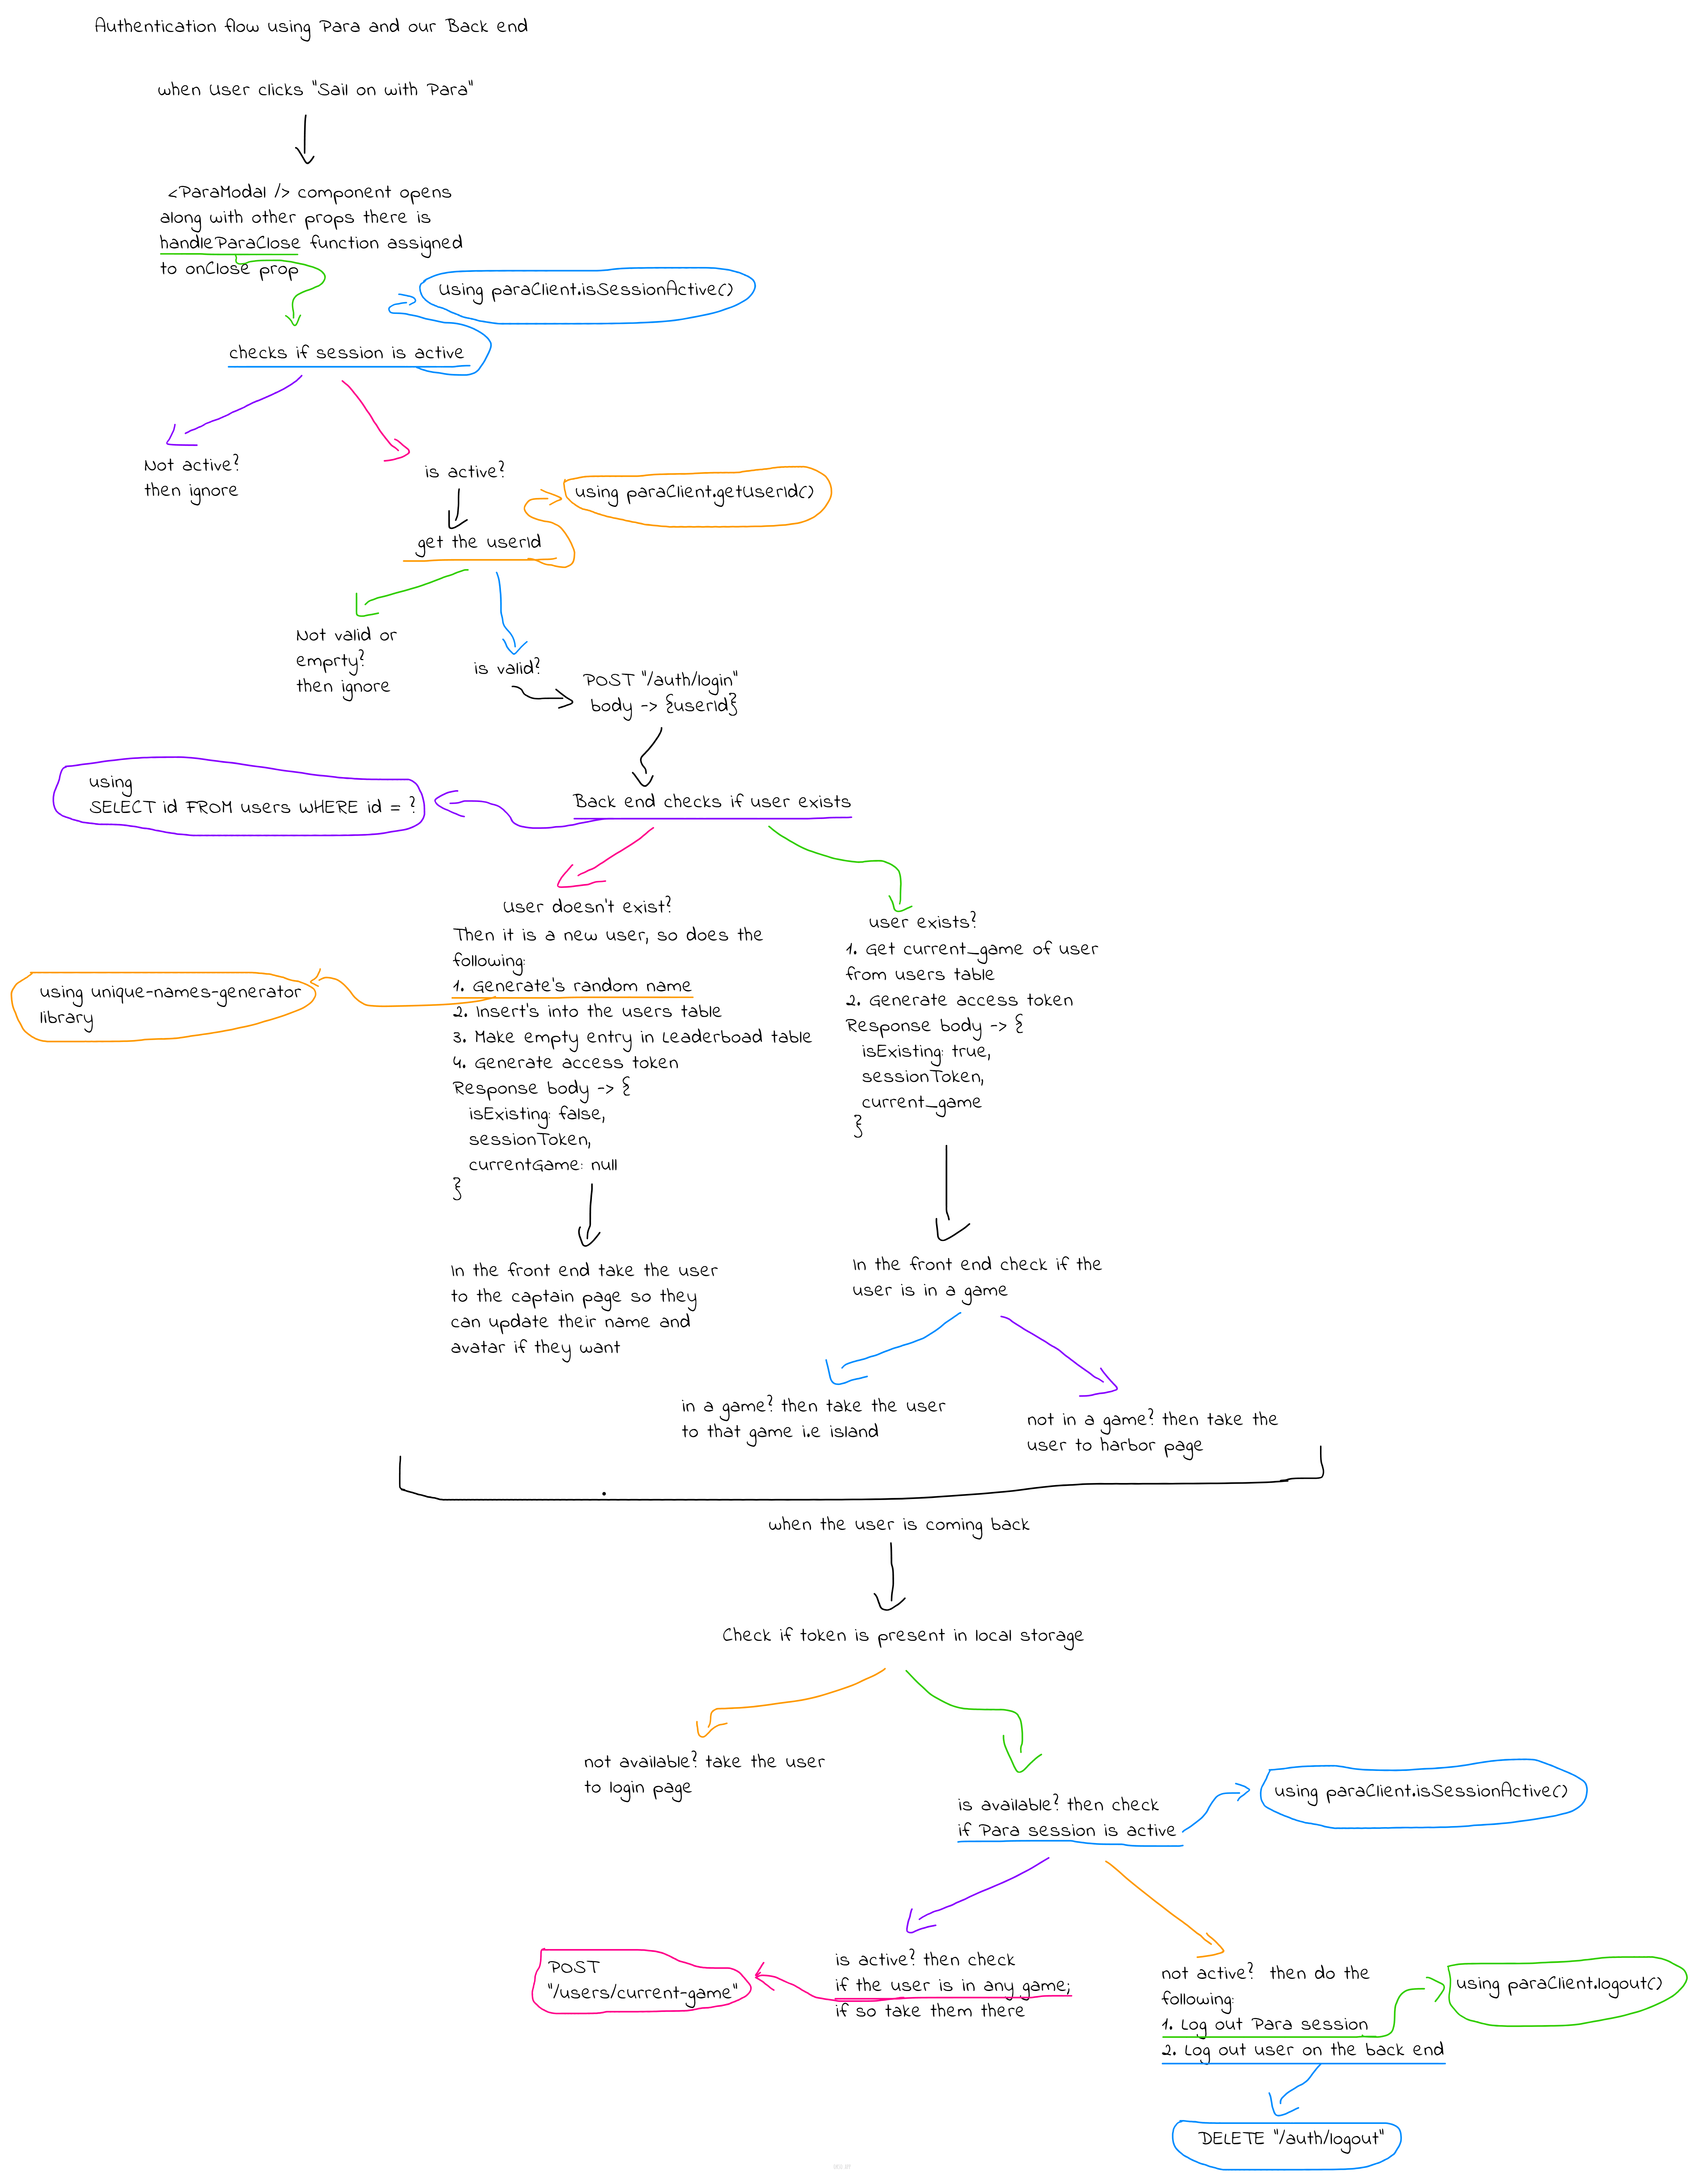 Authentication flow using Para and our Back end
when User clicks "Sail on with Para"
<ParaModal /> component opens
along with other props there is
handleParaClose function assigned
to onClose prop
Using paraClient.isSessionActive()
checks if session is active
Not active?
then ignore
is active?
using paraClient.getUserId()
get the userId
Not valid or
emprty?
then ignore
is valid?
POST "/auth/login"
body -> {userId}
using
SELECT id FROM users WHERE id = ?
Back end checks if user exists
User doesn't exist?
Then it is a new user, so does the
following:
1. Generate's random name
2. Insert's into the users table
3. Make empty entry in Leaderboad table
4. Generate access token
Response body -> {
isExisting: false,
sessionToken,
currentGame: null
}
using unique-names-generator
library
user exists?
1. Get current_game of user
from users table
2. Generate access token
Response body -> {
isExisting: true,
sessionToken,
current_game
}
In the front end take the user
to the captain page so they
can update their name and
avatar if they want
In the front end check if the
user is in a game
in a game? then take the user
to that game i.e island
not in a game? then take the
user to harbor page
when the user is coming back
Check if token is present in local storage
not available? take the user
to login page
is available? then check
if Para session is active
using paraClient.isSessionActive()
POST
"/users/current-game"
is active? then check
if the user is in any game;
if so take them there
not active? then do the
following:
1. Log out Para session
2. Log out user on the back end
using paraClient.logout()
DELETE "/auth/logout"